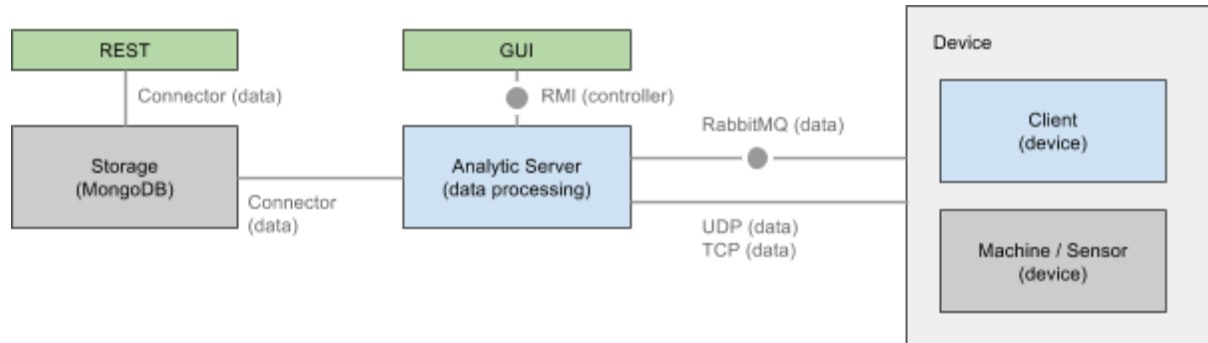 REST
GUI
Device
Connector (data)
RMI (controller)
RabbitMQ (data)
Client
(device)
Storage
(MongoDB)
Analytic Server
(data processing)
Connector
(data)
UDP (data)
TCP (data)
Machine / Sensor
(device)